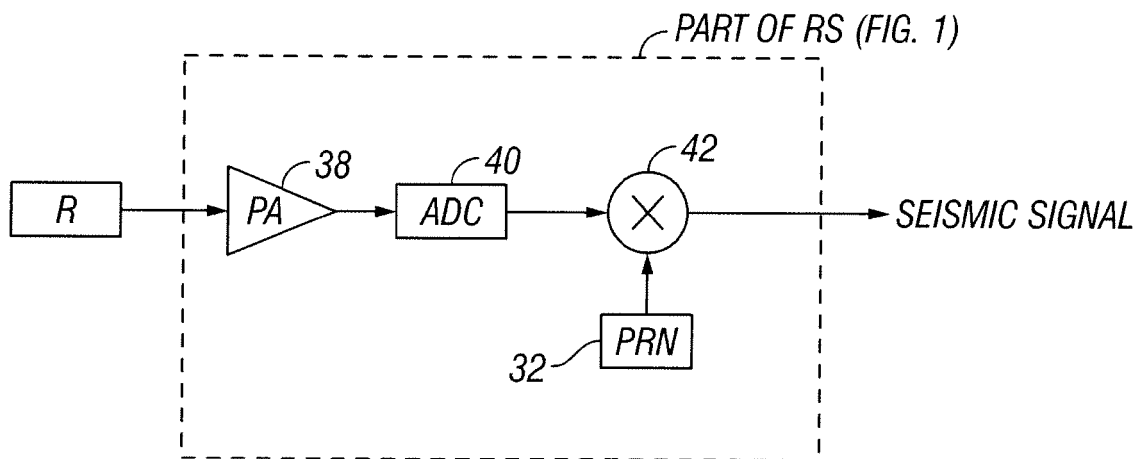 PART OF RS (FIG. 1)
38
40
42
R
PA
ADC
X
SEISMIC SIGNAL
32
PRN